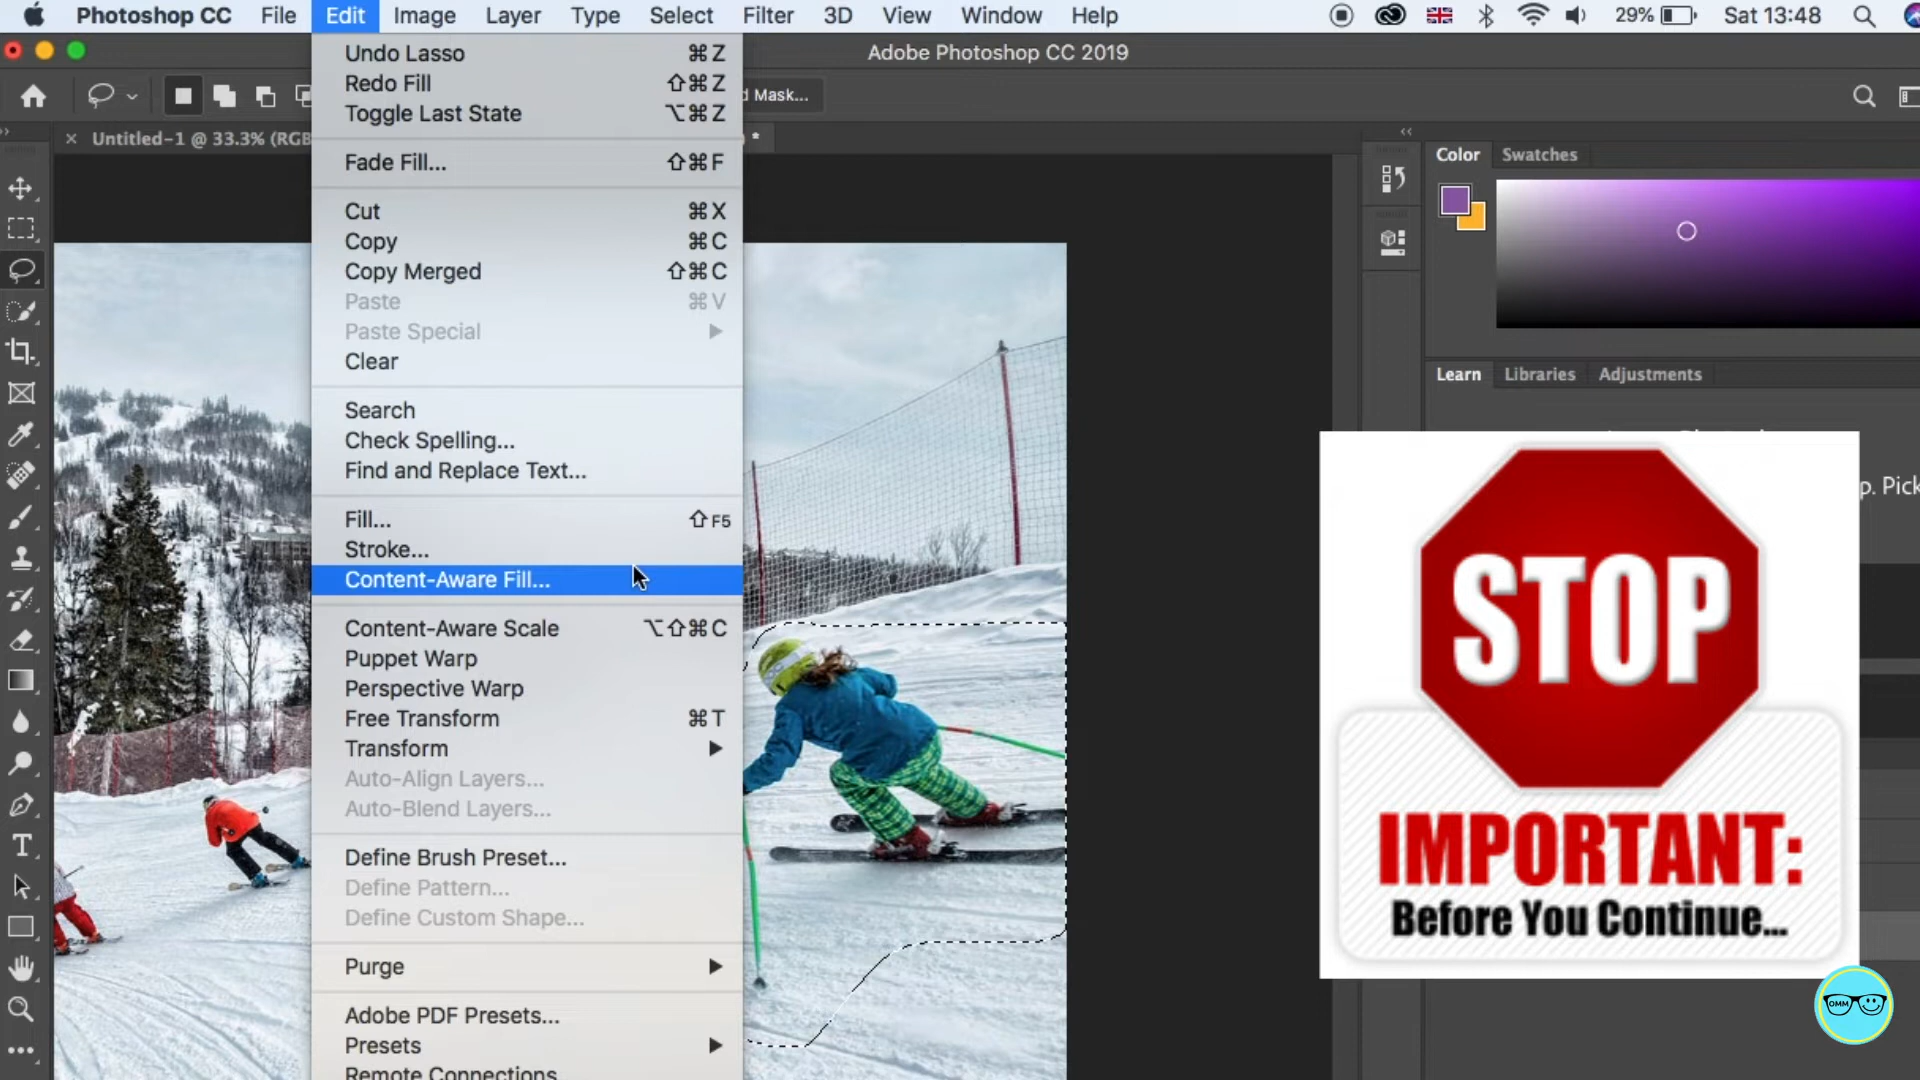 Photoshop CC File Edit Image Layer Type Select Filter 3D View Window Help 29% Sat 13:48
Adobe Photoshop CC 2019
d Mask...
× Untitled-1 @ 33.3% (RGB *
Undo Lasso ⌘Z
Redo Fill ⇧⌘Z
Toggle Last State ⌥⌘Z
Fade Fill... ⇧⌘F
Cut ⌘X
Copy ⌘C
Copy Merged ⇧⌘C
Paste ⌘V
Paste Special
Clear
Search
Check Spelling...
Find and Replace Text...
Fill... ⇧F5
Stroke...
Content-Aware Fill...
Content-Aware Scale ⌥⇧⌘C
Puppet Warp
Perspective Warp
Free Transform ⌘T
Transform
Auto-Align Layers...
Auto-Blend Layers...
Define Brush Preset...
Define Pattern...
Define Custom Shape...
Purge
Adobe PDF Presets...
Presets
Remote Connections
Color Swatches
Learn Libraries Adjustments
p. Pick
STOP
IMPORTANT:
Before You Continue...
OMM